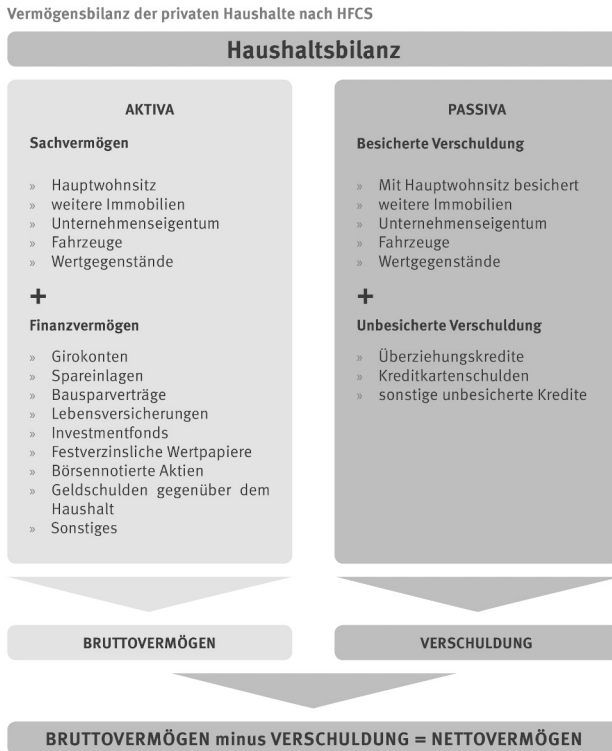 Vermögensbilanz der privaten Haushalte nach HFCS
Haushaltsbilanz
AKTIVA
Sachvermögen
» Hauptwohnsitz
» weitere Immobilien
» Unternehmenseigentum
» Fahrzeuge
» Wertgegenstände
+
Finanzvermögen
» Girokonten
» Spareinlagen
» Bausparverträge
» Lebensversicherungen
» Investmentfonds
» Festverzinsliche Wertpapiere
» Börsennotierte Aktien
» Geldschulden gegenüber dem
Haushalt
» Sonstiges
PASSIVA
Besicherte Verschuldung
» Mit Hauptwohnsitz besichert
» weitere Immobilien
» Unternehmenseigentum
» Fahrzeuge
» Wertgegenstände
+
Unbesicherte Verschuldung
» Überziehungskredite
» Kreditkartenschulden
» sonstige unbesicherte Kredite
BRUTTOVERMÖGEN
VERSCHULDUNG
BRUTTOVERMÖGEN minus VERSCHULDUNG = NETTOVERMÖGEN